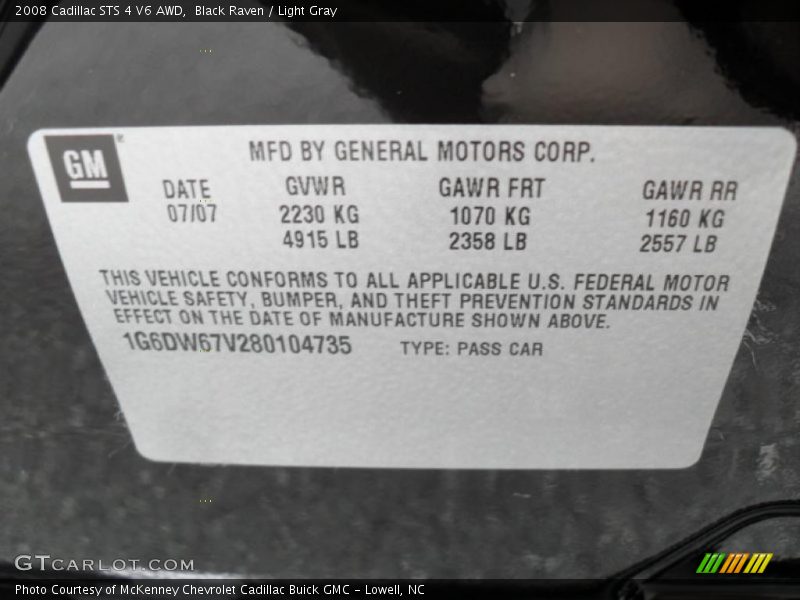 2008 Cadillac STS 4 V6 AWD, Black Raven / Light Gray
GM
MFD BY GENERAL MOTORS CORP.
DATE GVWR GAWR FRT GAWR RR
07/07 2230 KG 1070 KG 1160 KG
4915 LB 2358 LB 2557 LB
THIS VEHICLE CONFORMS TO ALL APPLICABLE U.S. FEDERAL MOTOR
VEHICLE SAFETY, BUMPER, AND THEFT PREVENTION STANDARDS IN
EFFECT ON THE DATE OF MANUFACTURE SHOWN ABOVE.
1G6DW67V280104735 TYPE: PASS CAR
GTCARLOT.COM
Photo Courtesy of McKenney Chevrolet Cadillac Buick GMC - Lowell, NC